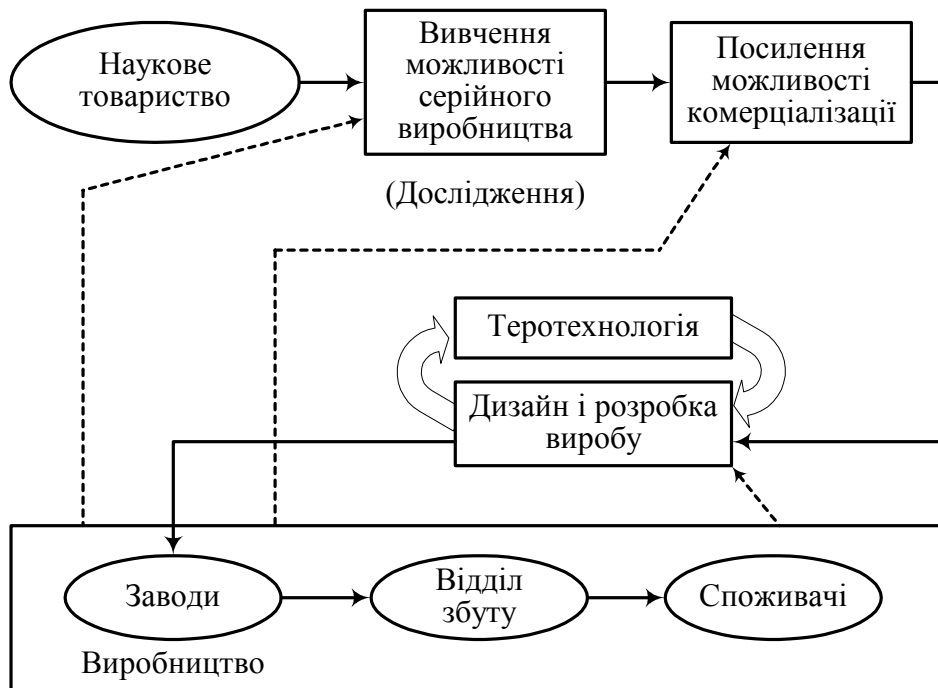 Наукове
товариство
Вивчення
можливості
серійного
виробництва
Посилення
можливості
комерціалізації
(Дослідження)
Теротехнологія
Дизайн і розробка
виробу
Заводи
Відділ
збуту
Споживачі
Виробництво